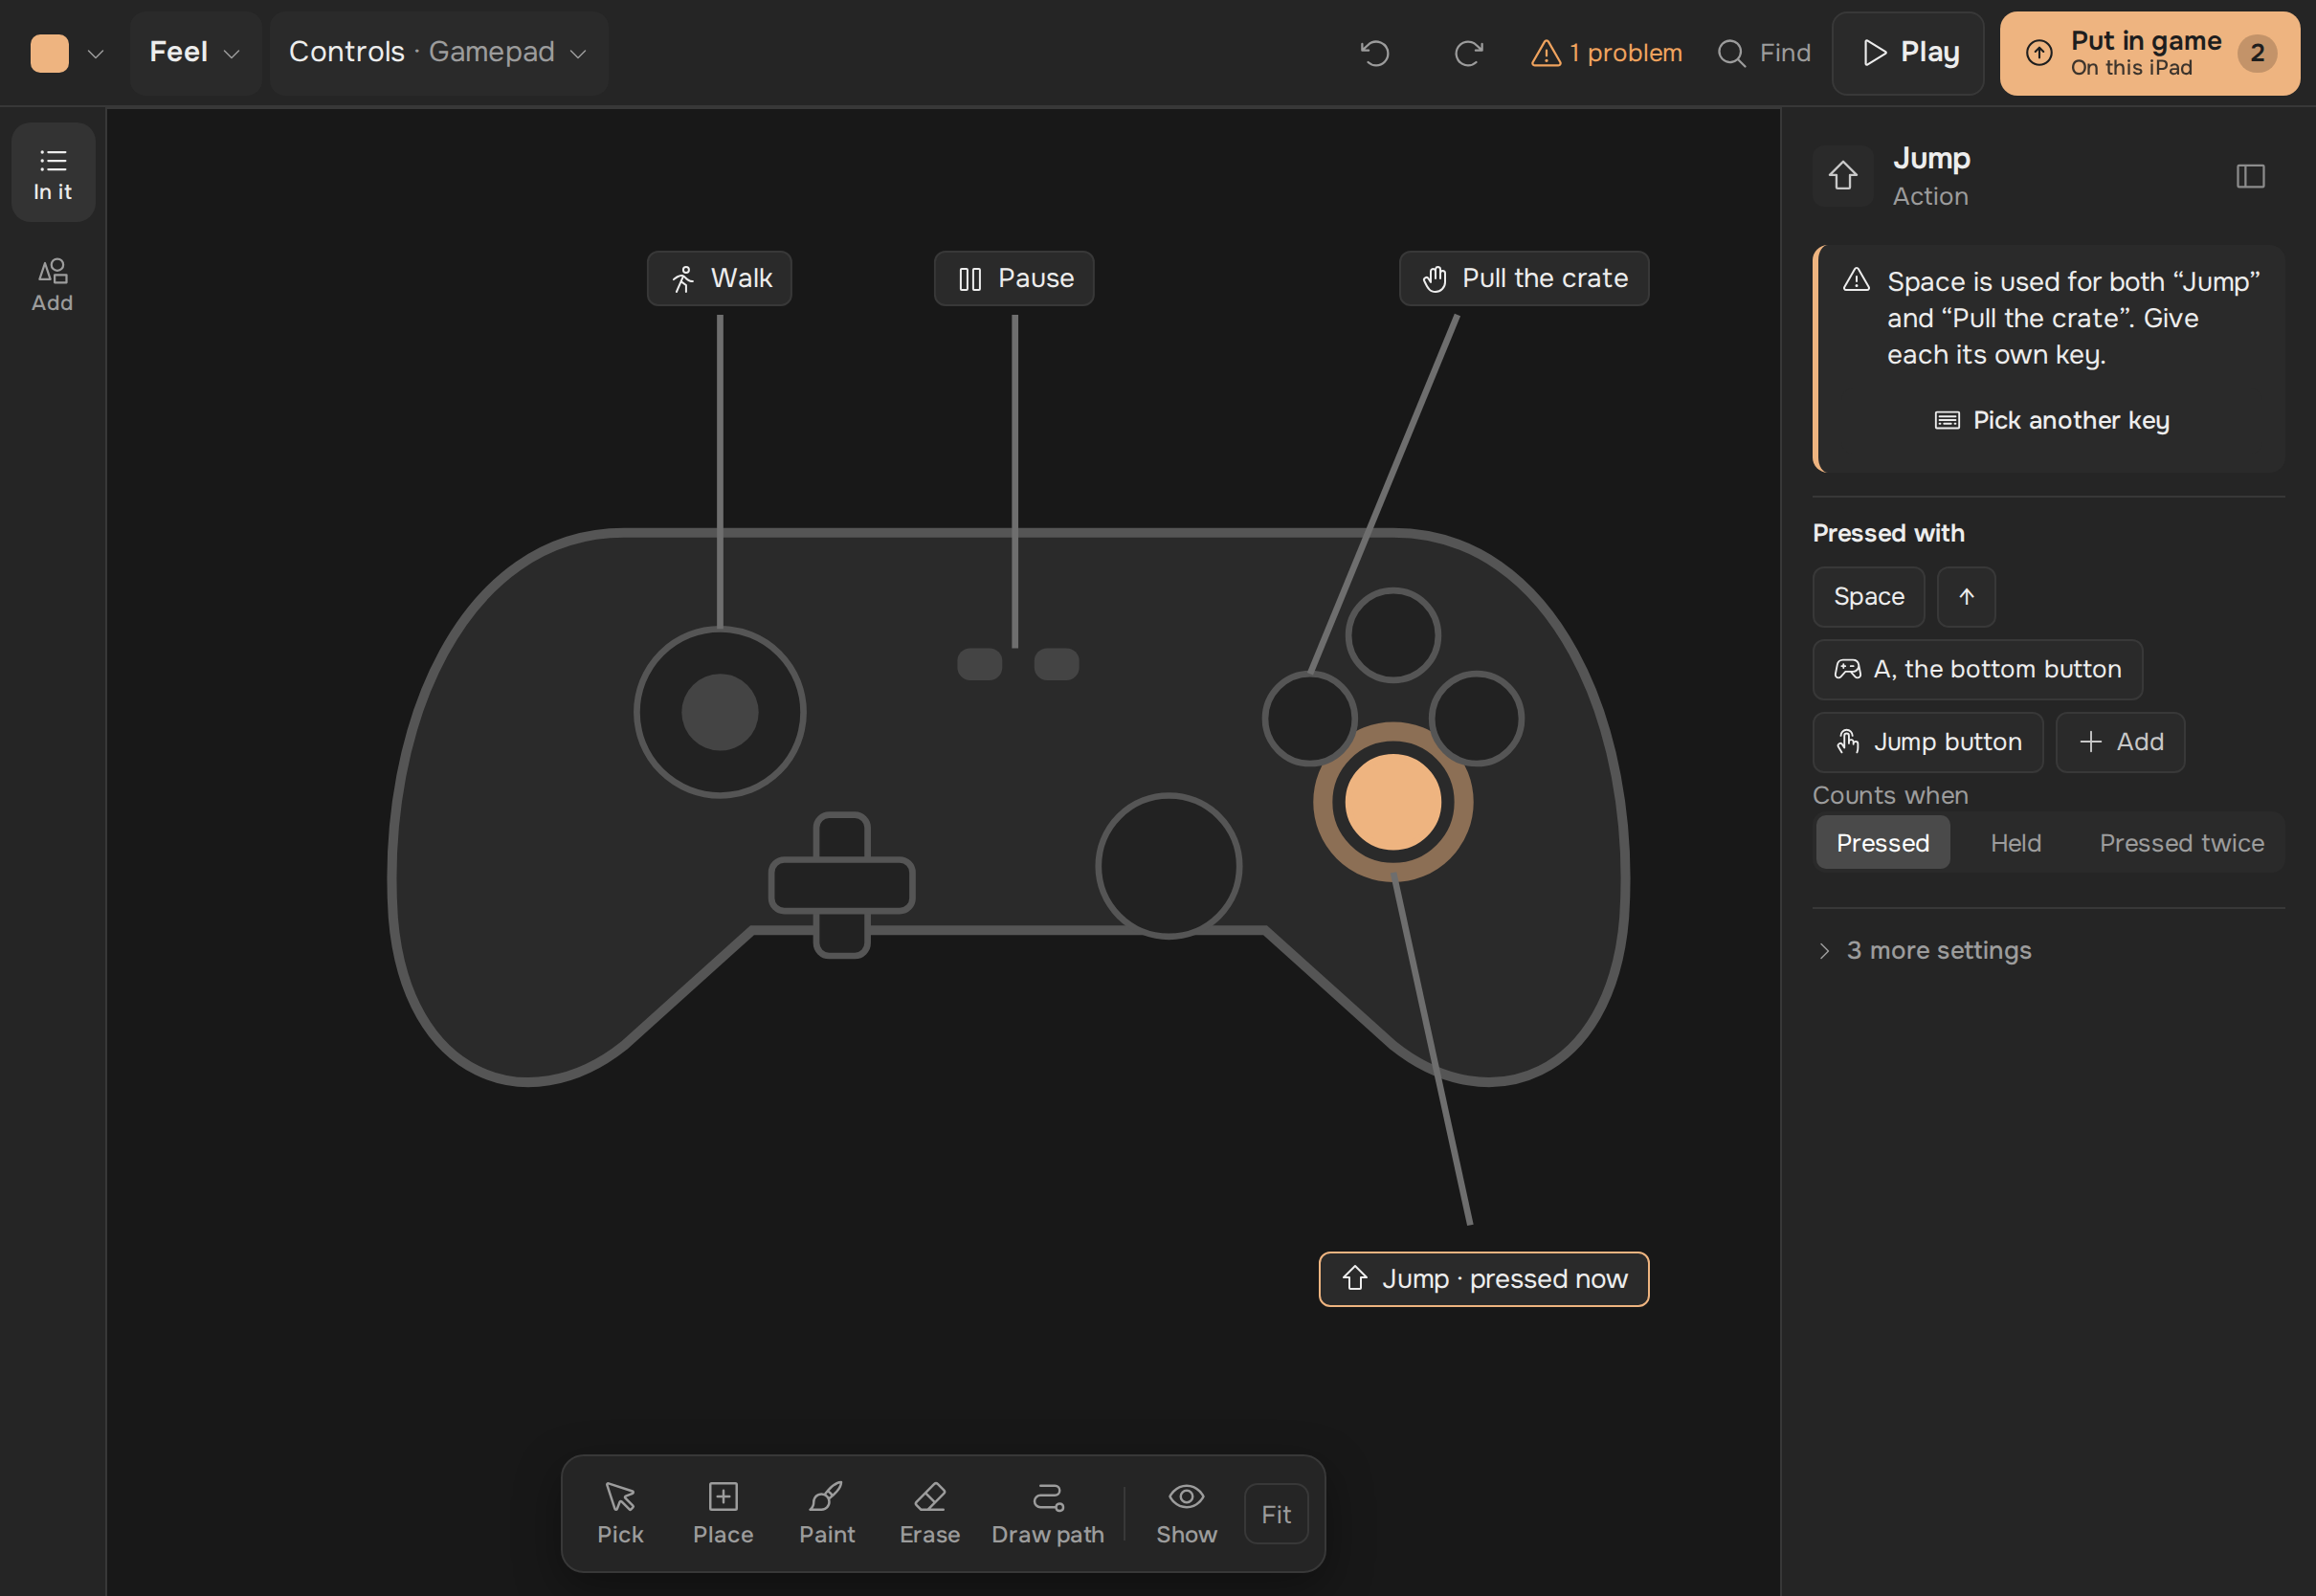 Feel
Controls · Gamepad
1 problem
Find
Play
Put in game
On this iPad
2
In it
Add
Walk
Pause
Pull the crate
Jump · pressed now
Pick
Place
Paint
Erase
Draw path
Show
Fit
Jump
Action
Space is used for both “Jump”
and “Pull the crate”. Give
each its own key.
Pick another key
Pressed with
Space ↑
A, the bottom button
Jump button
Add
Counts when
Pressed
Held
Pressed twice
3 more settings